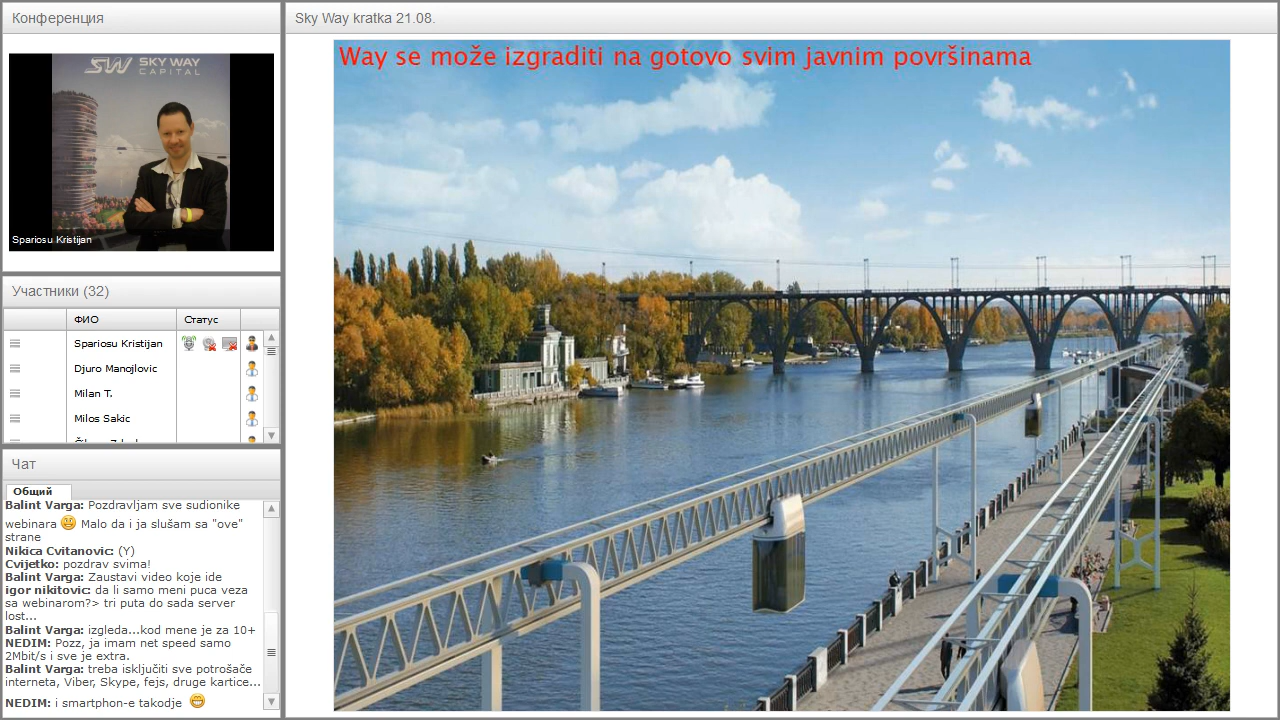 Конференция
SKY WAY
CAPITAL
Spariosu Kristijan
Участники (32)
ФИО
Статус
Spariosu Kristijan
Milan T.
Milos Sakic
Чат
Общий
Balint Varga: Pozdravljam sve sudionike
webinara malo da i ja slušam sa "ove"
strane
Nikica Cvitanovic: (Y)
Cvijetko: pozdrav svima!
Balint Varga: Zaustavi video koje ide
igor nikitovic: da li samo meni puca veza
sa webinarom?> tri puta do sada server
lost...
Balint Varga: izgleda...kod mene je za 10+
NEDIM: Pozz, ja imam net speed samo
2Mbit/s i sve je extra
Balint Varga: treba isključiti sve potrošače
interneta, Viber, Skype, fejs, druge kartice...
NEDIM: pa i Iphone-a takodje
Sky Way kratka 21.08.
Way se može izgraditi na gotovo svim javnim površinama